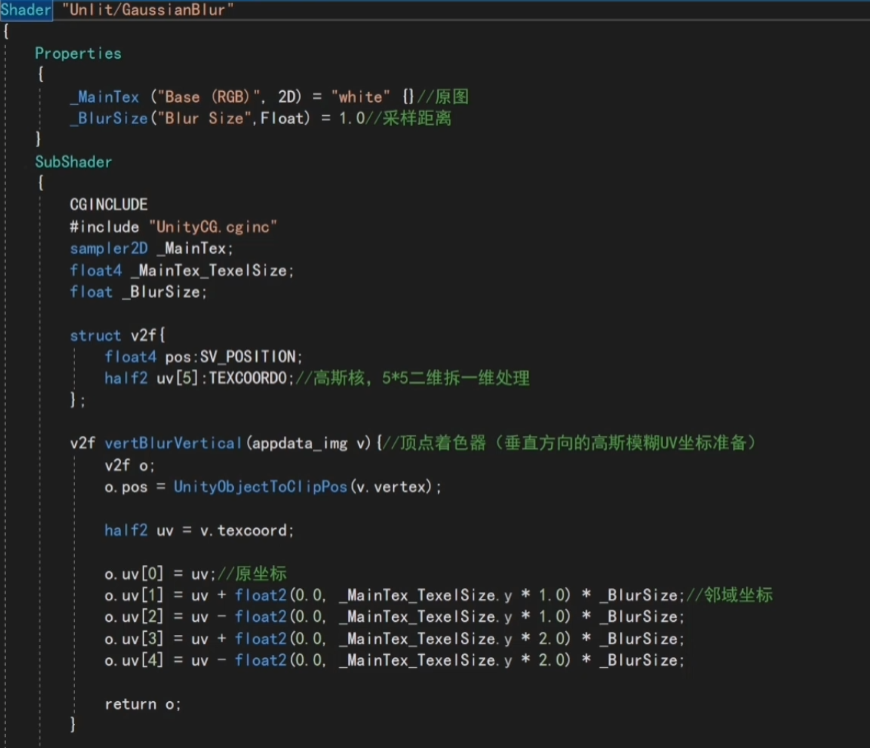 Shader "Unlit/GaussianBlur"
{
Properties
{
_MainTex ("Base (RGB)", 2D) = "white" {}//原图
_BlurSize("Blur Size",Float) = 1.0//采样距离
}
SubShader
{
CGINCLUDE
#include "UnityCG.cginc"
sampler2D _MainTex;
float4 _MainTex_TexelSize;
float _BlurSize;
struct v2f{
float4 pos:SV_POSITION;
half2 uv[5]:TEXCOORD0;//高斯核，5*5二维拆一维处理
};
v2f vertBlurVertical(appdata_img v){//顶点着色器（垂直方向的高斯模糊UV坐标准备）
v2f o;
o.pos = UnityObjectToClipPos(v.vertex);
half2 uv = v.texcoord;
o.uv[0] = uv;//原坐标
o.uv[1] = uv + float2(0.0, _MainTex_TexelSize.y * 1.0) * _BlurSize;//邻域坐标
o.uv[2] = uv - float2(0.0, _MainTex_TexelSize.y * 1.0) * _BlurSize;
o.uv[3] = uv + float2(0.0, _MainTex_TexelSize.y * 2.0) * _BlurSize;
o.uv[4] = uv - float2(0.0, _MainTex_TexelSize.y * 2.0) * _BlurSize;
return o;
}